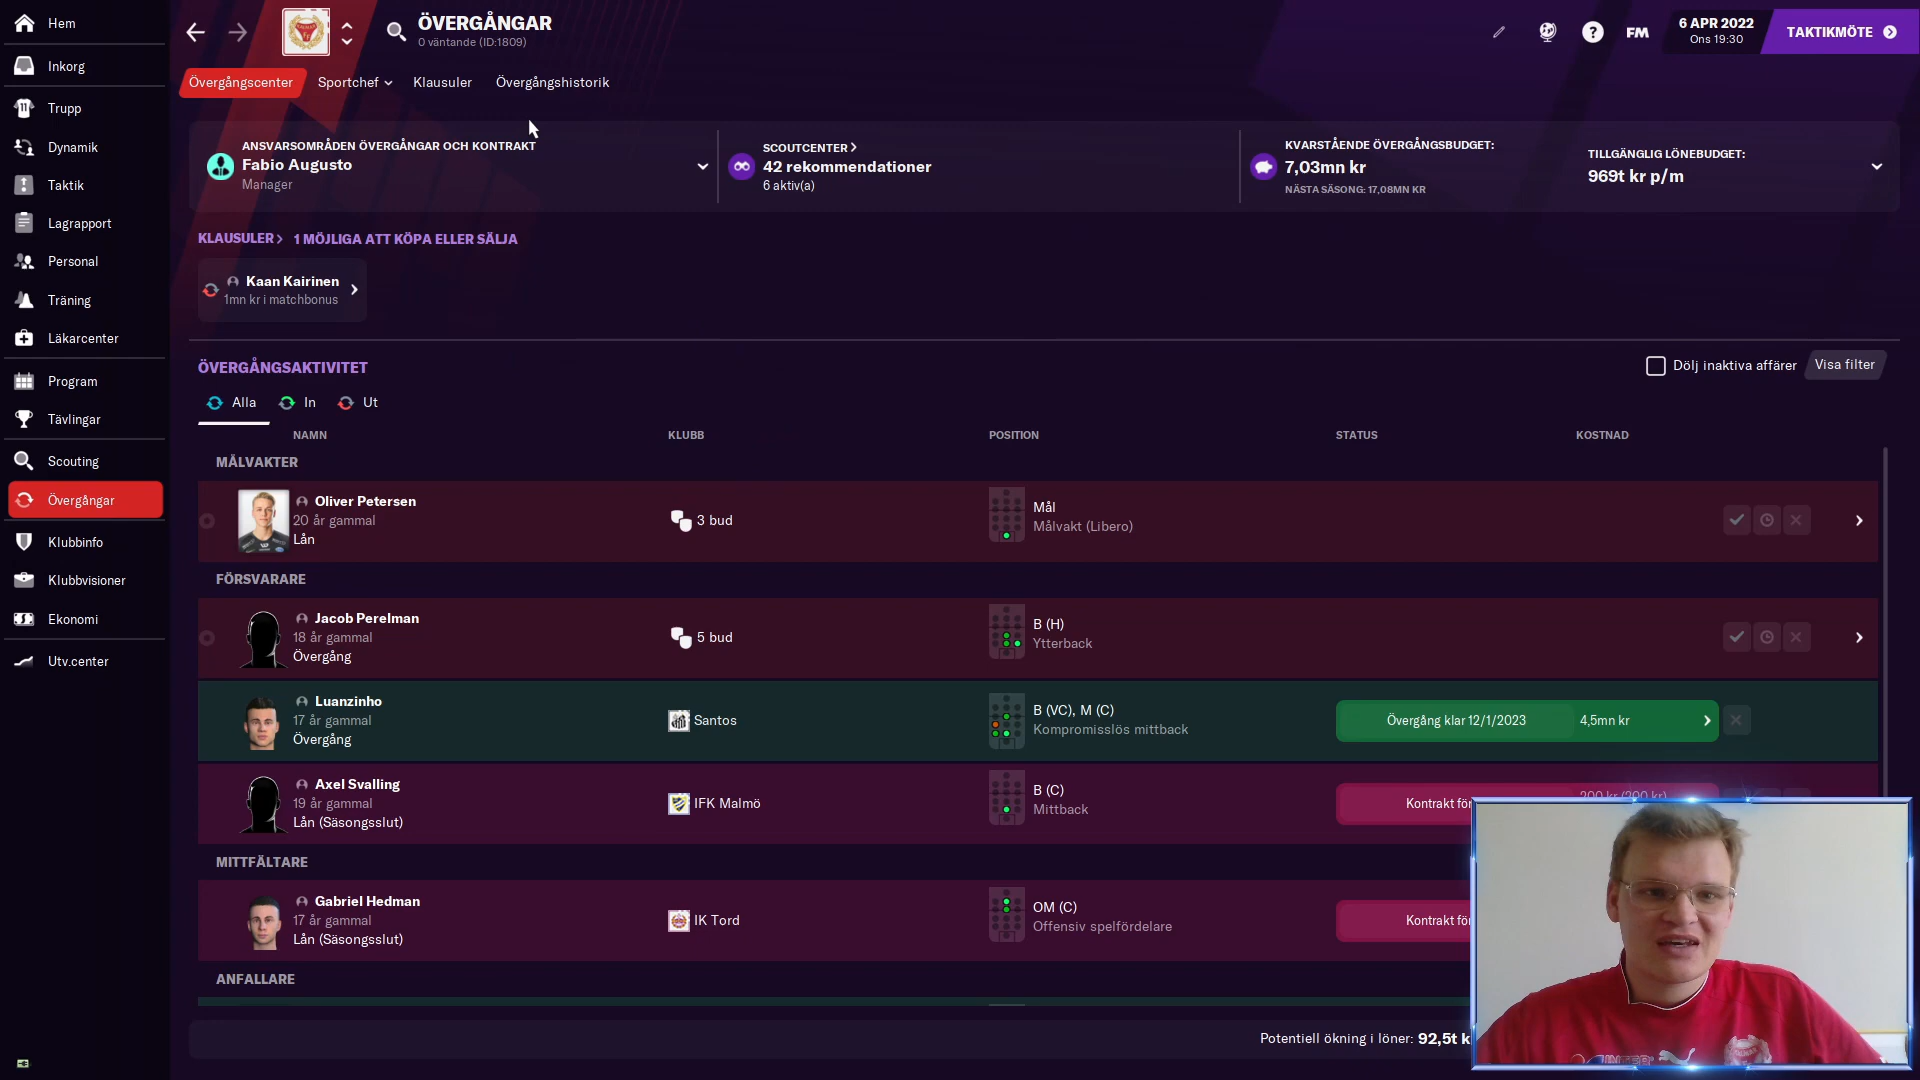 Hem
Inkorg
Trupp
Dynamik
Taktik
Lagrapport
Personal
Träning
Läkarcenter
Program
Tävlingar
Scouting
Övergångar
Klubbinfo
Klubbvisioner
Ekonomi
Utv.center
ÖVERGÅNGAR
0 väntande (ID:1809)
FM
6 APR 2022
Ons 19:30
TAKTIKMÖTE
Övergångscenter
Sportchef
Klausuler
Övergångshistorik
ANSVARSOMRÅDEN ÖVERGÅNGAR OCH KONTRAKT
Fabio Augusto
Manager
SCOUTCENTER
42 rekommendationer
6 aktiv(a)
KVARSTÅENDE ÖVERGÅNGSBUDGET:
7,03mn kr
NÄSTA SÄSONG: 17,08MN KR
TILLGÄNGLIG LÖNEBUDGET:
969t kr p/m
KLAUSULER> 1 MÖJLIGA ATT KÖPA ELLER SÄLJA
Kaan Kairinen
1mn kr i matchbonus
ÖVERGÅNGSAKTIVITET
Dölj inaktiva affärer
Visa filter
Alla In Ut
NAMN KLUBB POSITION STATUS KOSTNAD
MÅLVAKTER
Oliver Petersen
20 år gammal
Lån
3 bud
Mål
Målvakt (Libero)
FÖRSVARARE
Jacob Perelman
18 år gammal
Övergång
5 bud
B (H)
Ytterback
Luanzinho
17 år gammal
Övergång
Santos
B (VC), M (C)
Kompromisslös mittback
Övergång klar 12/1/2023
4,5mn kr
Axel Svalling
19 år gammal
Lån (Säsongsslut)
IFK Malmö
B (C)
Mittback
Kontrakt för
MITTFÄLTARE
Gabriel Hedman
17 år gammal
Lån (Säsongsslut)
IK Tord
OM (C)
Offensiv spelfördelare
Kontrakt för
ANFALLARE
Potentiell ökning i löner: 92,5t k